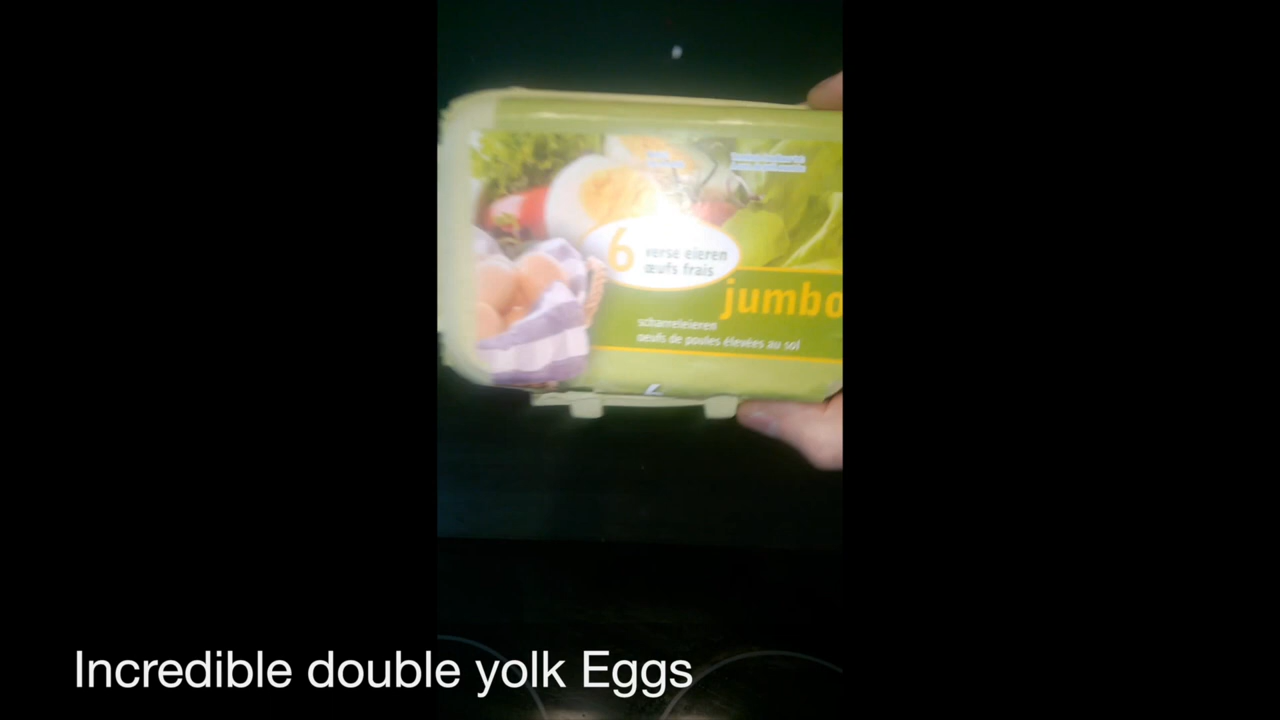 6
verse eieren
œufs frais
jumbo
scharreleieren
oeufs de poules élevées au sol
Incredible double yolk Eggs